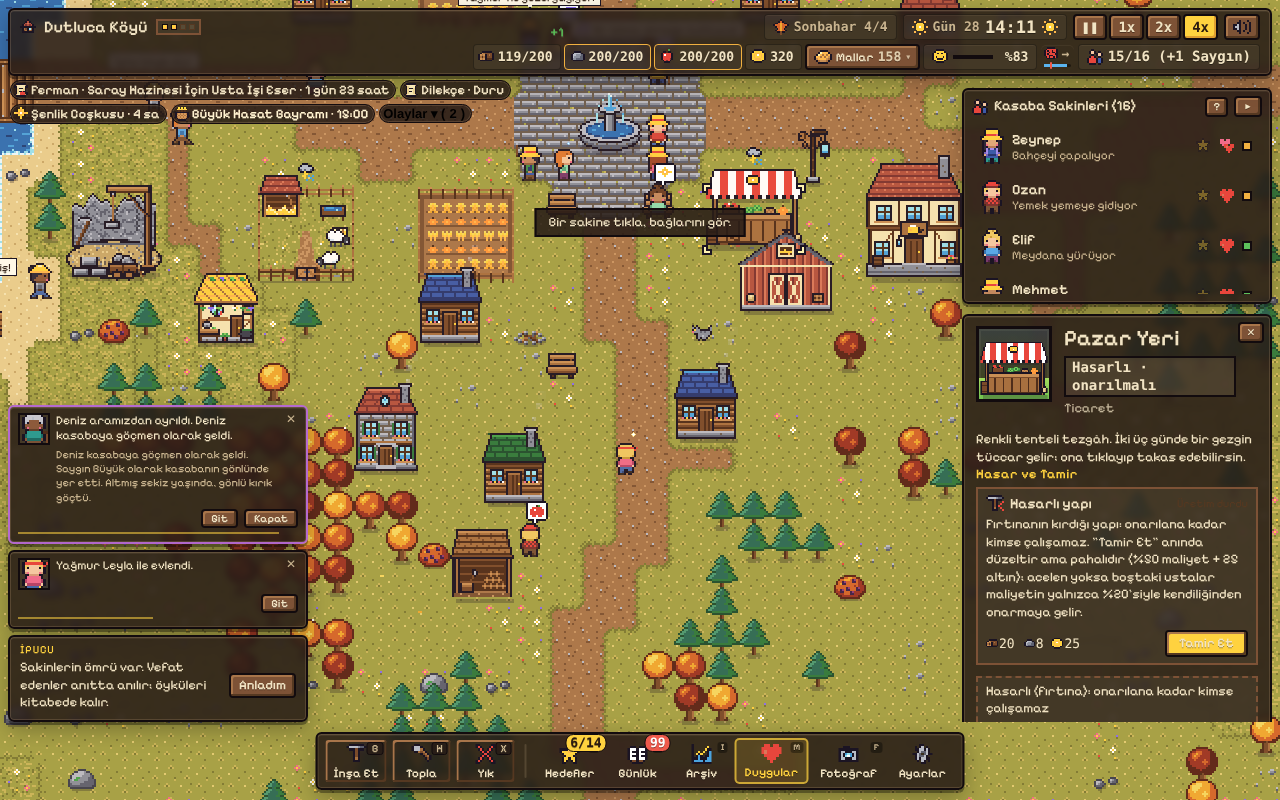 Dutluca Köyü
+1
Sonbahar 4/4
Gün 28 14:11
1x
2x
4x
119/200
200/200
200/200
320
Mallar 158
%83
15/16 (+1 Saygın)
Ferman · Saray Hazinesi İçin Usta İşi Eser · 1 gün 23 saat
Dilekçe · Duru
Şenlik Coşkusu · 4 sa
Büyük Hasat Bayramı · 18:00
Olaylar ▾ ( 2 )
Kasaba Sakinleri (16)
?
Zeynep
Bahçeyi çapalıyor
Ozan
Yemek yemeye gidiyor
Elif
Meydana yürüyor
Mehmet
Bir sakine tıkla, bağlarını gör.
iş!
Pazar Yeri
Hasarlı ·
onarılmalı
Ticaret
Renkli tenteli tezgâh. İki üç günde bir gezgin
tüccar gelir; ona tıklayıp takas edebilirsin.
Hasar ve Tamir
Hasarlı yapı
Fırtınanın kırdığı yapı; onarılana kadar
kimse çalışamaz. "Tamir Et" anında
düzeltir ama pahalıdır (%80 maliyet + 25
altın); acelen yoksa boştaki ustalar
maliyetin yalnızca %20'siyle kendiliğinden
onarmaya gelir.
20 8 25
Tamir Et
Hasarlı (Fırtına): onarılana kadar kimse
çalışamaz
Deniz aramızdan ayrıldı. Deniz
kasabaya göçmen olarak geldi.
Deniz kasabaya göçmen olarak geldi.
Saygın Büyük olarak kasabanın gönlünde
yer etti. Altmış sekiz yaşında, gönlü kırık
göçtü.
Git
Kapat
Yağmur Leyla ile evlendi.
Git
İPUCU
Sakinlerin ömrü var. Vefat
edenler anıtta anılır; öyküleri
kitabede kalır.
Anladım
B
İnşa Et
H
Topla
X
Yık
6/14
Hedefler
99
Günlük
I
Arşiv
M
Duygular
F
Fotoğraf
Ayarlar